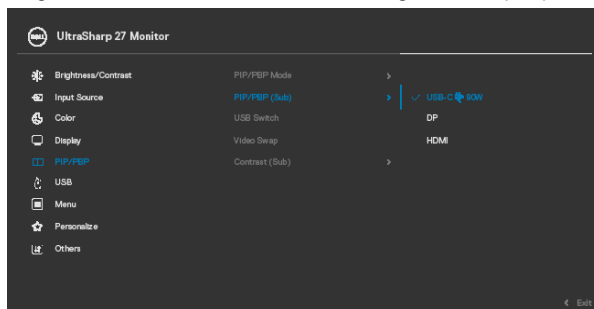 DELL UltraSharp 27 Monitor
Brightness/Contrast PIP/PBP Mode
Input Source PIP/PBP (Sub) USB-C 90W
Color USB Switch DP
Display Video Swap HDMI
PIP/PBP Contrast (Sub)
USB
Menu
Personalize
Others
Exit